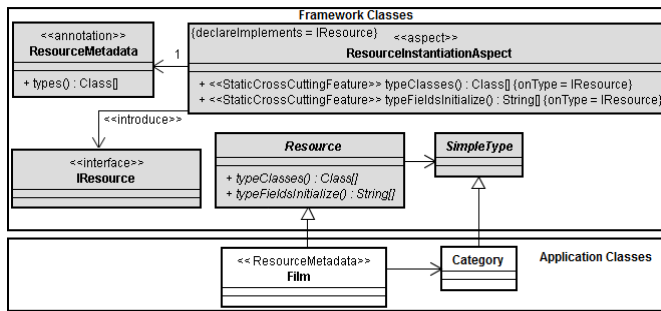 Framework Classes
<<annotation>>
ResourceMetadata
+ types() : Class[]
1
{declareImplements = IResource}
<<aspect>>
ResourceInstantiationAspect
+ <<StaticCrossCuttingFeature>> typeClasses() : Class[] {onType = IResource}
+ <<StaticCrossCuttingFeature>> typeFieldsInitialize() : String[] {onType = IResource}
<<introduce>>
<<interface>>
IResource
Resource
+ typeClasses() : Class[]
+ typeFieldsInitialize() : String[]
SimpleType
<< ResourceMetadata>>
Film
Category
Application Classes